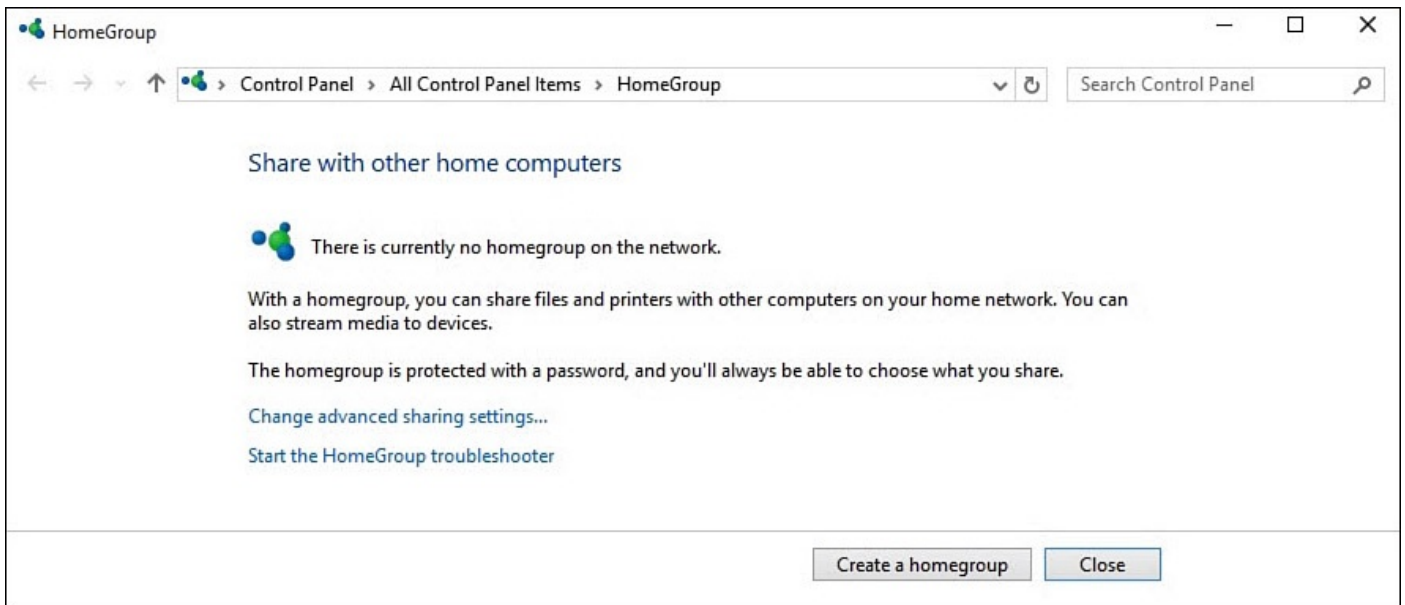 HomeGroup
Control Panel > All Control Panel Items > HomeGroup
Search Control Panel
Share with other home computers
There is currently no homegroup on the network.
With a homegroup, you can share files and printers with other computers on your home network. You can
also stream media to devices.
The homegroup is protected with a password, and you'll always be able to choose what you share.
Change advanced sharing settings...
Start the HomeGroup troubleshooter
Create a homegroup
Close